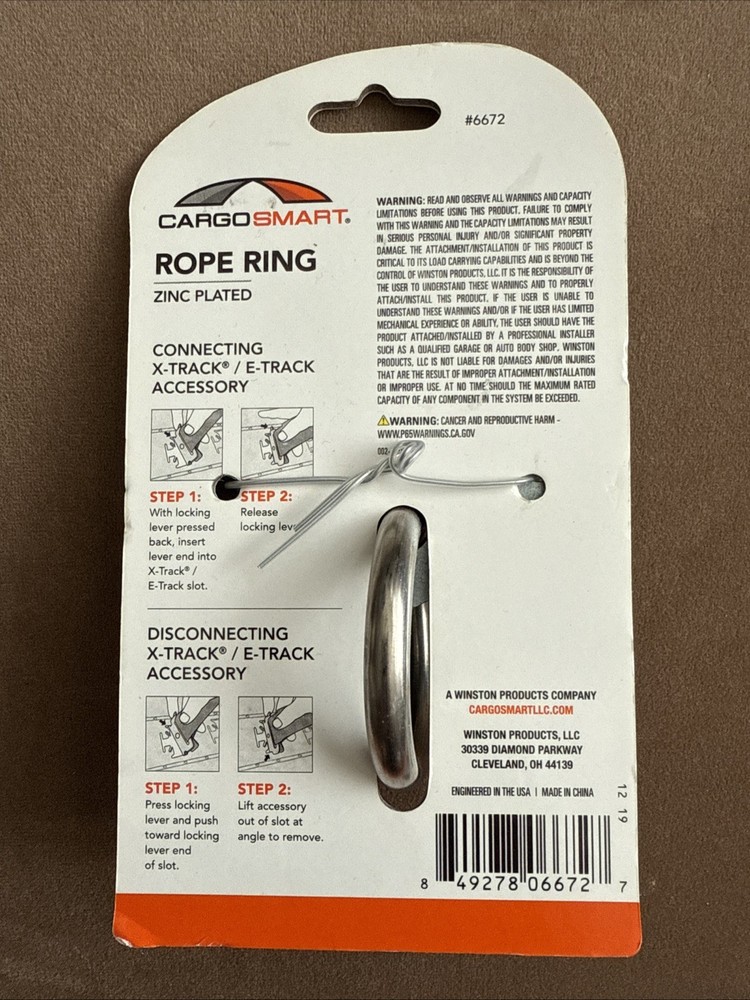 #6672
CARGOSMART®
ROPE RING
ZINC PLATED
WARNING: READ AND OBSERVE ALL WARNINGS AND CAPACITY
LIMITATIONS BEFORE USING THIS PRODUCT. FAILURE TO COMPLY
WITH THIS WARNING AND THE CAPACITY LIMITATIONS MAY RESULT
IN SERIOUS PERSONAL INJURY AND/OR SIGNIFICANT PROPERTY
DAMAGE. THE ATTACHMENT/INSTALLATION OF THIS PRODUCT IS
CRITICAL TO ITS LOAD CARRYING CAPABILITIES AND IS BEYOND THE
CONTROL OF WINSTON PRODUCTS, LLC. IT IS THE RESPONSIBILITY OF
THE USER TO UNDERSTAND THESE WARNINGS AND TO PROPERLY
ATTACH/INSTALL THIS PRODUCT. IF THE USER IS UNABLE TO
UNDERSTAND THESE WARNINGS AND/OR IF THE USER HAS LIMITED
MECHANICAL EXPERIENCE OR ABILITY, THE USER SHOULD HAVE THE
PRODUCT ATTACHED/INSTALLED BY A PROFESSIONAL INSTALLER
SUCH AS A QUALIFIED GARAGE OR AUTO BODY SHOP. WINSTON
PRODUCTS, LLC IS NOT LIABLE FOR DAMAGES AND/OR INJURIES
THAT ARE THE RESULT OF IMPROPER ATTACHMENT/INSTALLATION
OR IMPROPER USE. AT NO TIME SHOULD THE MAXIMUM RATED
CAPACITY OF ANY COMPONENT IN THE SYSTEM BE EXCEEDED.
WARNING: CANCER AND REPRODUCTIVE HARM -
WWW.P65WARNINGS.CA.GOV
002-
CONNECTING
X-TRACK® / E-TRACK
ACCESSORY
STEP 1:
With locking
lever pressed
back, insert
lever end into
X-Track® /
E-Track slot.
STEP 2:
Release
locking
DISCONNECTING
X-TRACK® / E-TRACK
ACCESSORY
STEP 1:
Press locking
lever and push
toward locking
lever end
of slot.
STEP 2:
Lift accessory
out of slot at
angle to remove.
A WINSTON PRODUCTS COMPANY
CARGOSMARTLLC.COM
WINSTON PRODUCTS, LLC
30339 DIAMOND PARKWAY
CLEVELAND, OH 44139
ENGINEERED IN THE USA | MADE IN CHINA
12 19
8 49278 06672 7